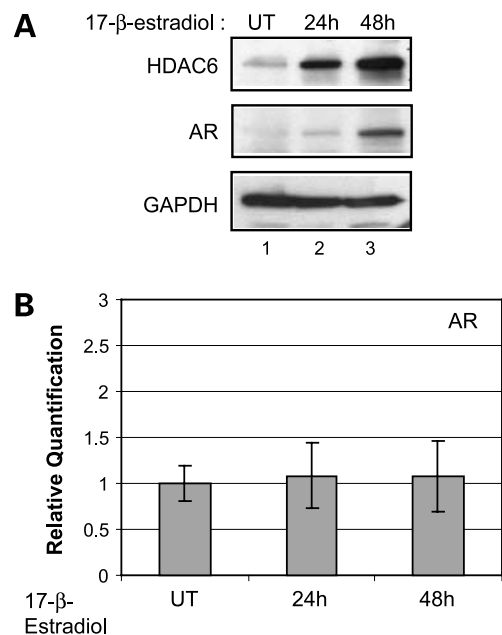 A
17-β-estradiol : UT 24h 48h
HDAC6
AR
GAPDH
1 2 3
B
3
AR
2.5
2
1.5
1
0.5
0
Relative Quantification
17-β-
Estradiol
UT 24h 48h